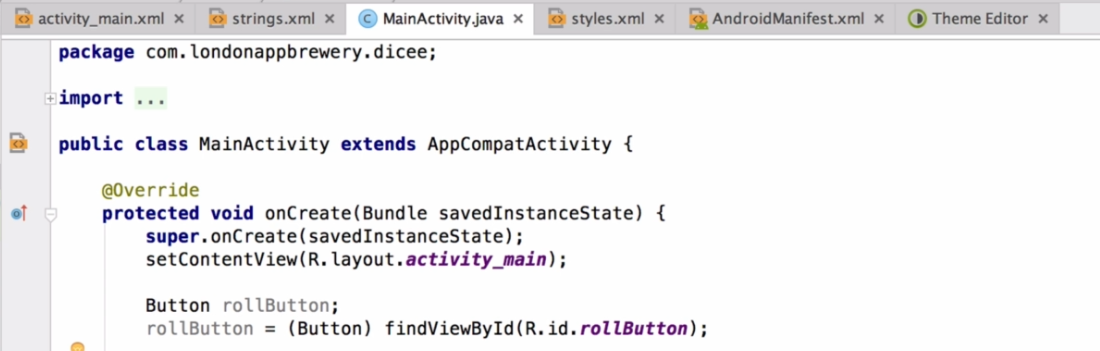 activity_main.xml × strings.xml × C MainActivity.java × styles.xml × AndroidManifest.xml × Theme Editor ×
package com.londonappbrewery.dicee;
import ...
public class MainActivity extends AppCompatActivity {
@Override
protected void onCreate(Bundle savedInstanceState) {
super.onCreate(savedInstanceState);
setContentView(R.layout.activity_main);
Button rollButton;
rollButton = (Button) findViewById(R.id.rollButton);